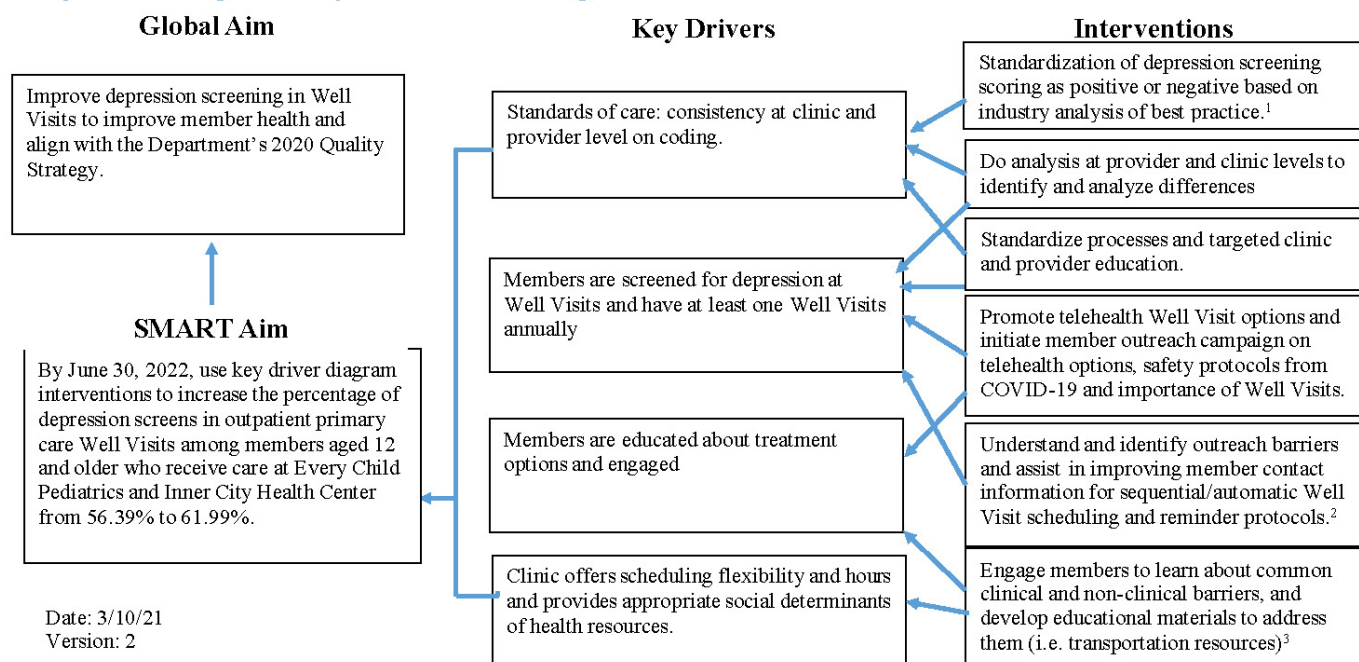 Global Aim
Improve depression screening in Well
Visits to improve member health and
align with the Department's 2020 Quality
Strategy.
SMART Aim
By June 30, 2022, use key driver diagram
interventions to increase the percentage of
depression screens in outpatient primary
care Well Visits among members aged 12
and older who receive care at Every Child
Pediatrics and Inner City Health Center
from 56.39% to 61.99%.
Date: 3/10/21
Version: 2
Key Drivers
Standards of care: consistency at clinic and
provider level on coding.
Members are screened for depression at
Well Visits and have at least one Well Visits
annually
Members are educated about treatment
options and engaged
Clinic offers scheduling flexibility and hours
and provides appropriate social determinants
of health resources.
Interventions
Standardization of depression screening
scoring as positive or negative based on
industry analysis of best practice.1
Do analysis at provider and clinic levels to
identify and analyze differences
Standardize processes and targeted clinic
and provider education.
Promote telehealth Well Visit options and
initiate member outreach campaign on
telehealth options, safety protocols from
COVID-19 and importance of Well Visits.
Understand and identify outreach barriers
and assist in improving member contact
information for sequential/automatic Well
Visit scheduling and reminder protocols.2
Engage members to learn about common
clinical and non-clinical barriers, and
develop educational materials to address
them (i.e. transportation resources)3